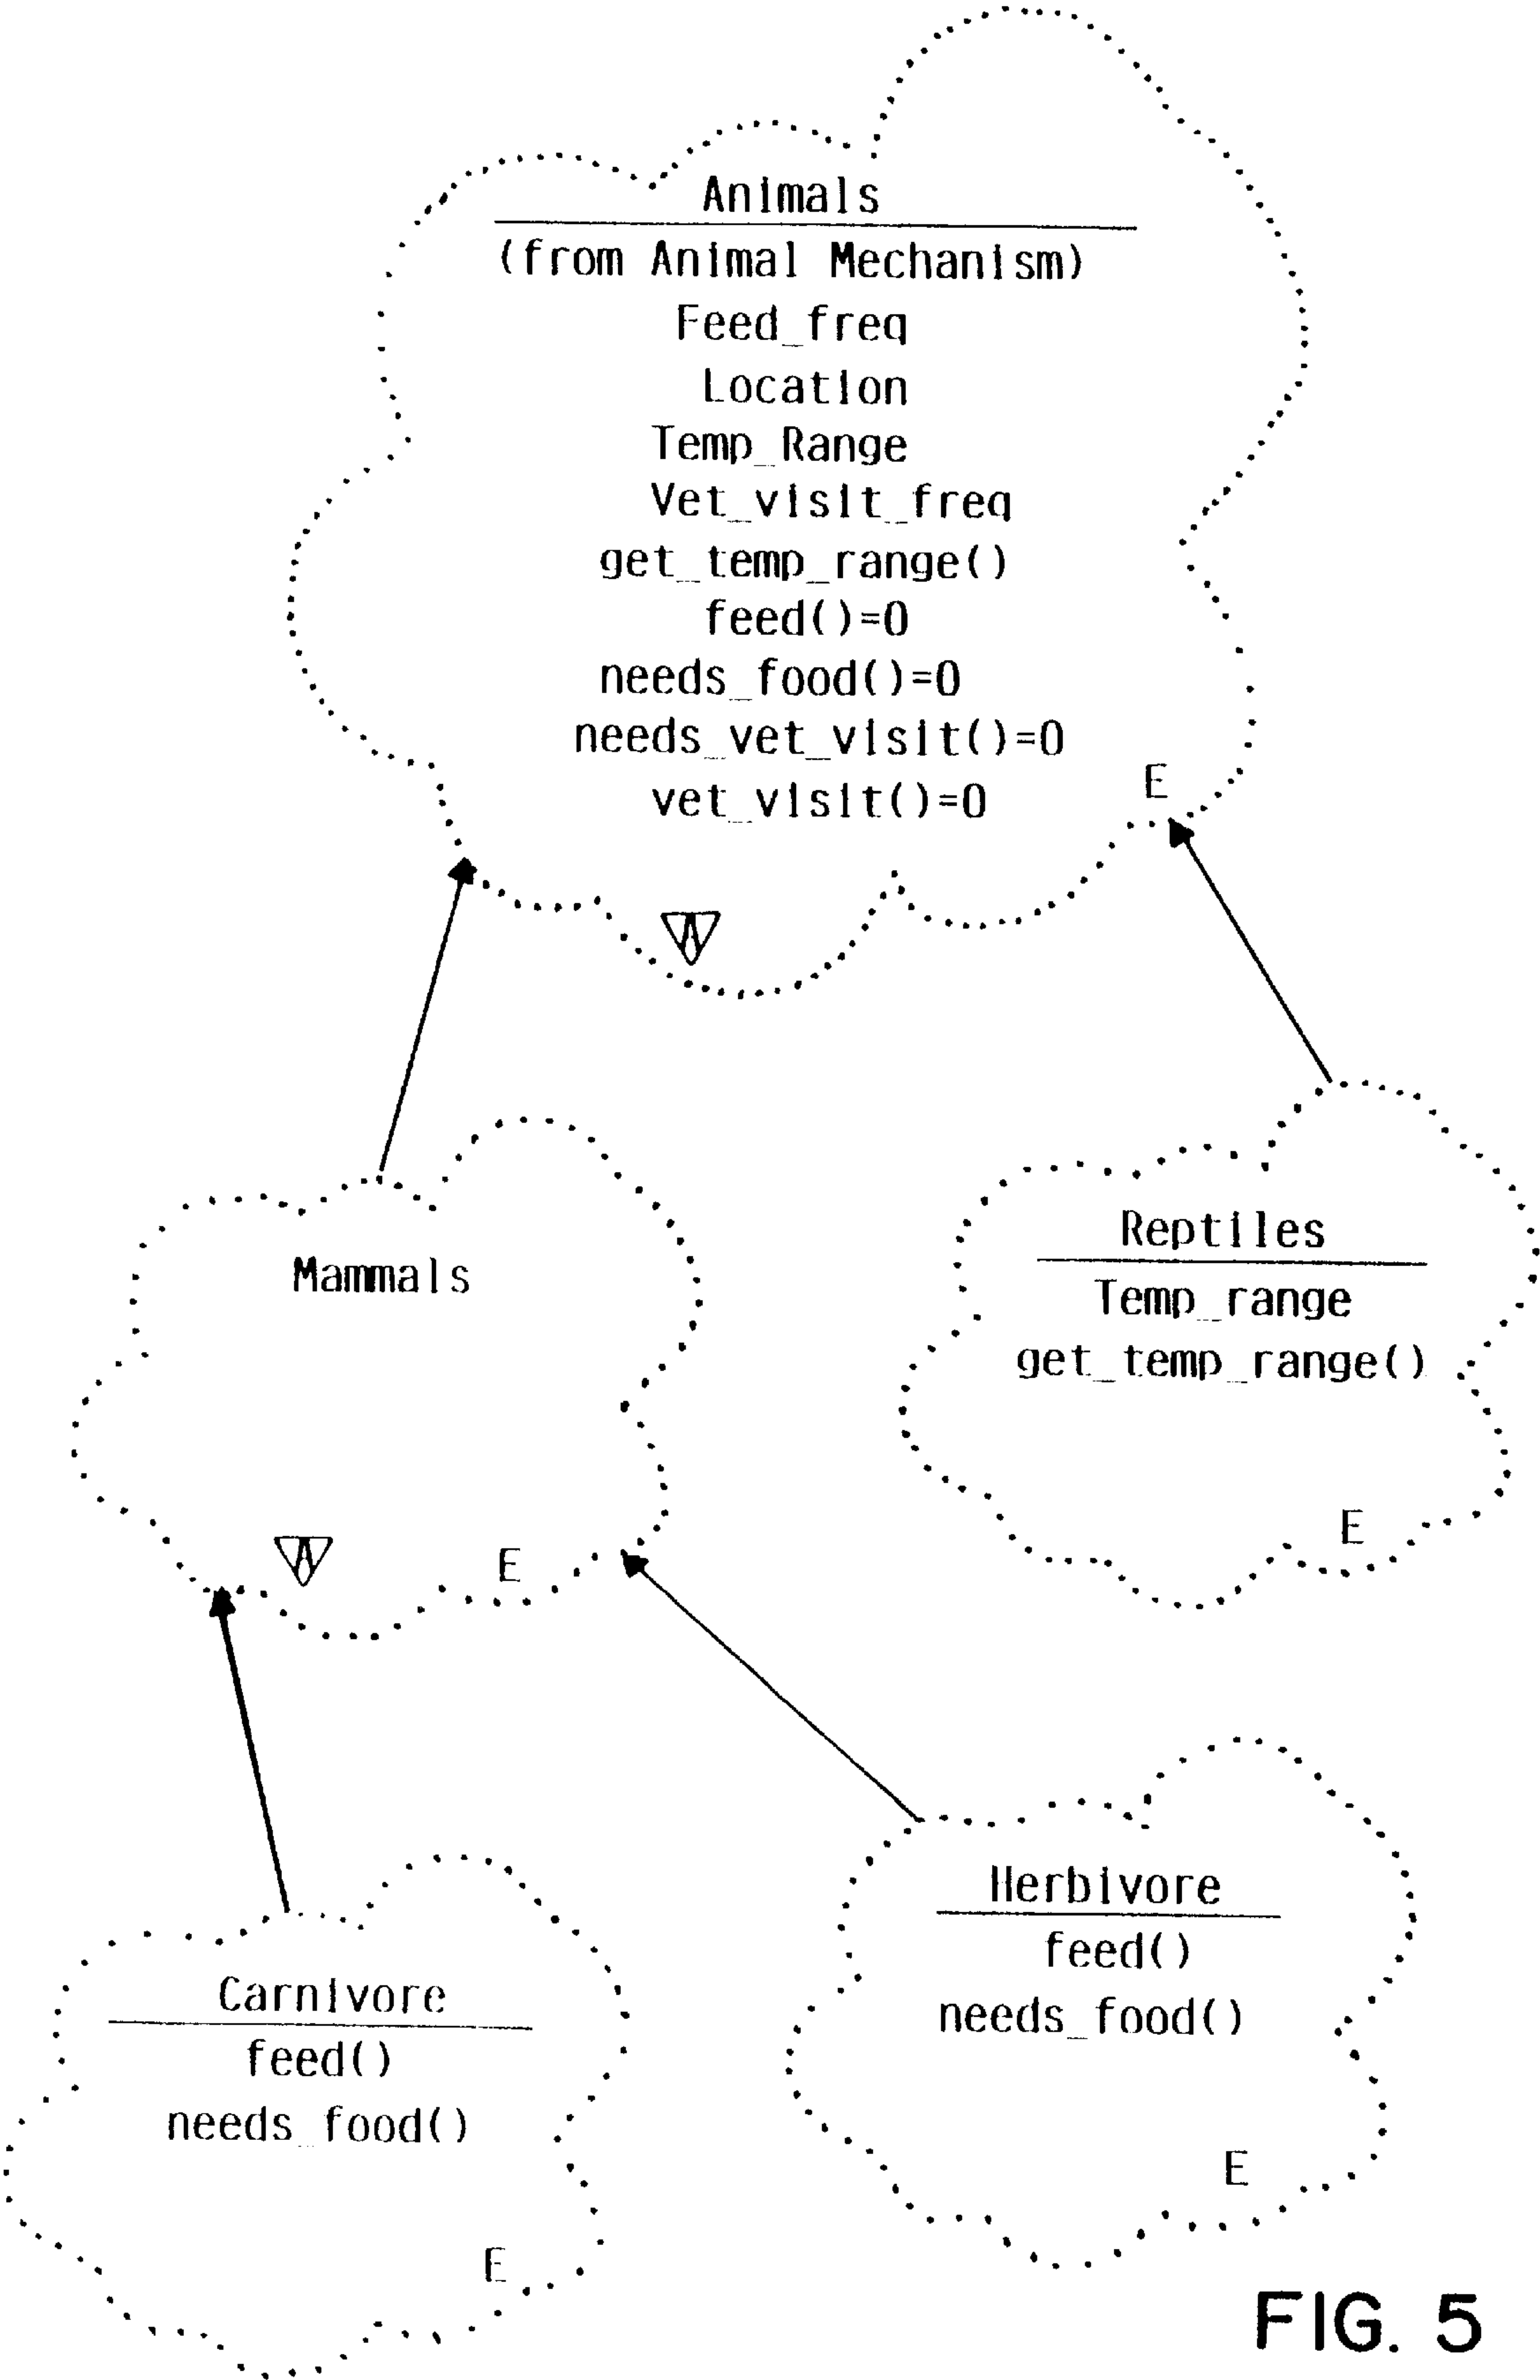 Animals
(from Animal Mechanism)
Feed_freq
Location
Temp_Range
Vet_visit_freq
get_temp_range()
feed()=0
needs_food()=0
needs_vet_visit()=0
vet_visit()=0
E
A
Mammals
A
E
Reptiles
Temp_range
get_temp_range()
E
Carnivore
feed()
needs_food()
E
Herbivore
feed()
needs_food()
E
FIG. 5